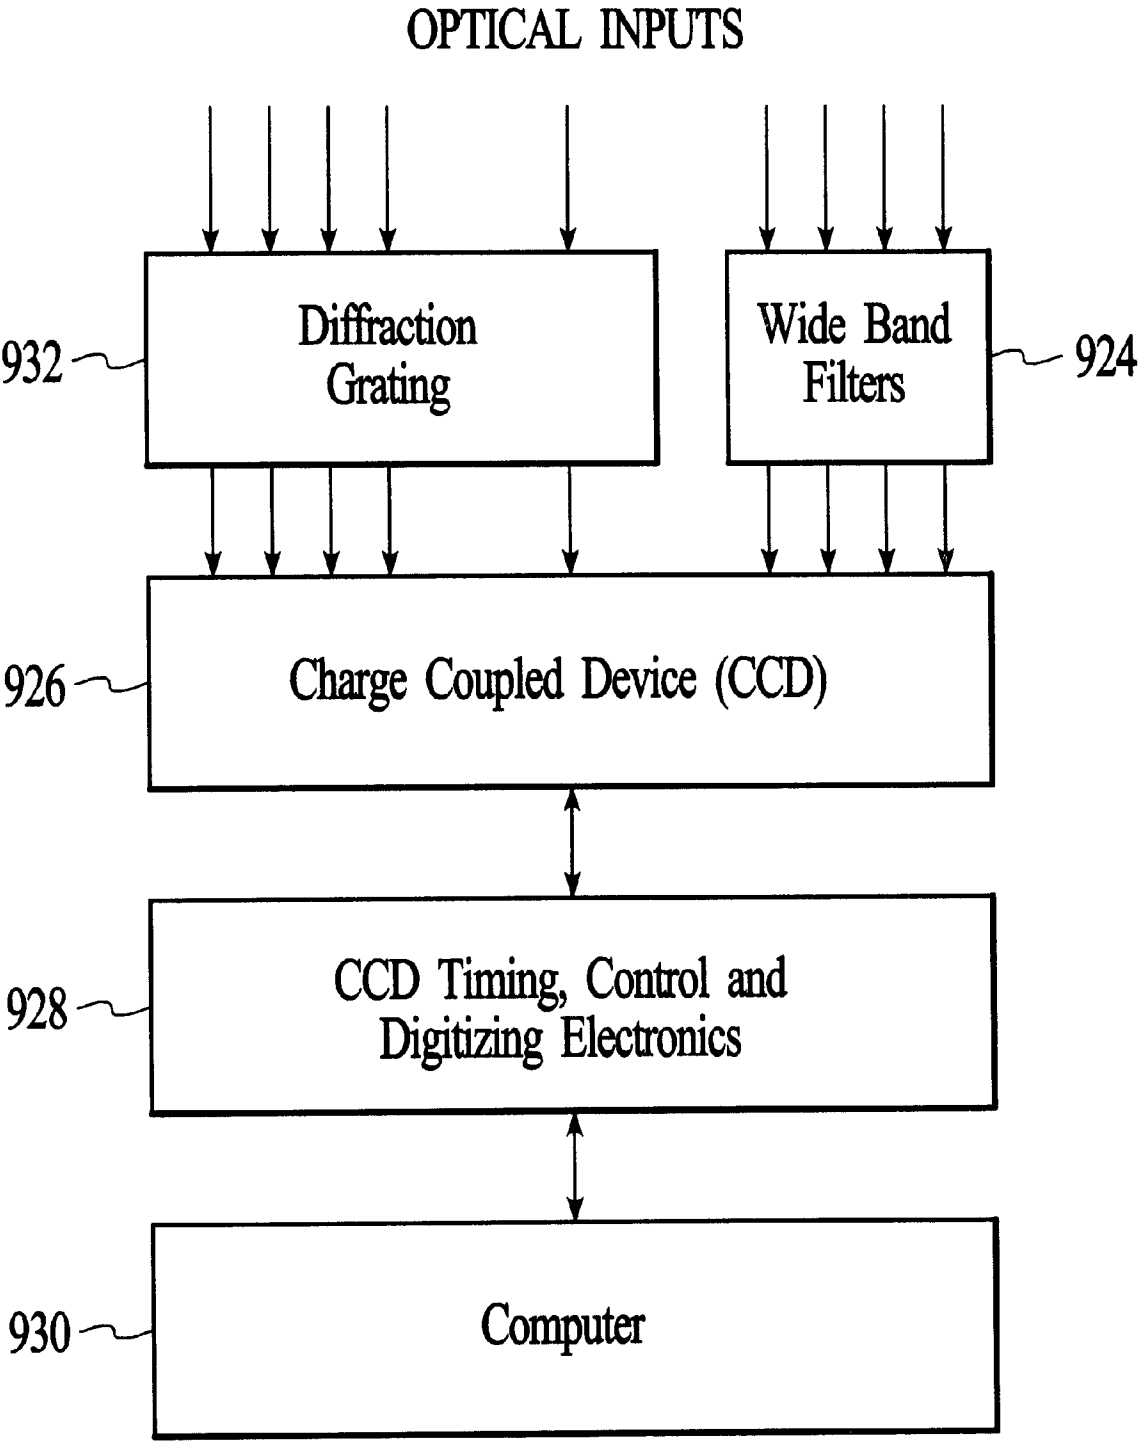 OPTICAL INPUTS
Diffraction
Grating
932
Wide Band
Filters
924
926
Charge Coupled Device (CCD)
928
CCD Timing, Control and
Digitizing Electronics
930
Computer